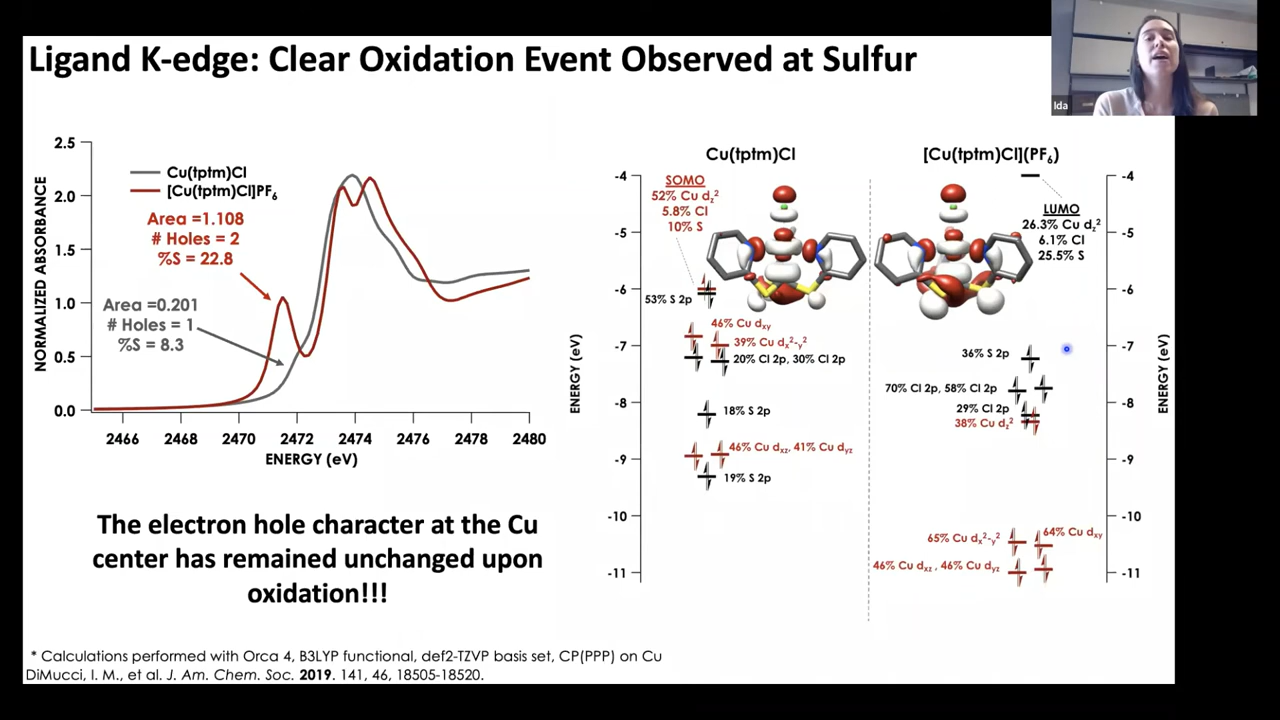 Ligand K-edge: Clear Oxidation Event Observed at Sulfur
Ida
2.5
2.0
1.5
1.0
0.5
0.0
NORMALIZED ABSORBANCE
Cu(tptm)Cl
[Cu(tptm)Cl]PF6
Area =1.108
# Holes = 2
%S = 22.8
Area =0.201
# Holes = 1
%S = 8.3
2466 2468 2470 2472 2474 2476 2478 2480
ENERGY (eV)
The electron hole character at the Cu
center has remained unchanged upon
oxidation!!!
Cu(tptm)Cl
[Cu(tptm)Cl](PF6)
-4
-5
-6
-7
-8
-9
-10
-11
ENERGY (eV)
SOMO
52% Cu dz2
5.8% Cl
10% S
53% S 2p
46% Cu dxy
39% Cu dx2-y2
20% Cl 2p, 30% Cl 2p
18% S 2p
46% Cu dxz, 41% Cu dyz
19% S 2p
LUMO
26.3% Cu dz2
6.1% Cl
25.5% S
36% S 2p
70% Cl 2p, 58% Cl 2p
29% Cl 2p
38% Cu dz2
65% Cu dx2-y2
64% Cu dxy
46% Cu dxz , 46% Cu dyz
-4
-5
-6
-7
-8
-9
-10
-11
ENERGY (eV)
* Calculations performed with Orca 4, B3LYP functional, def2-TZVP basis set, CP(PPP) on Cu
DiMucci, I. M., et al. J. Am. Chem. Soc. 2019. 141, 46, 18505-18520.